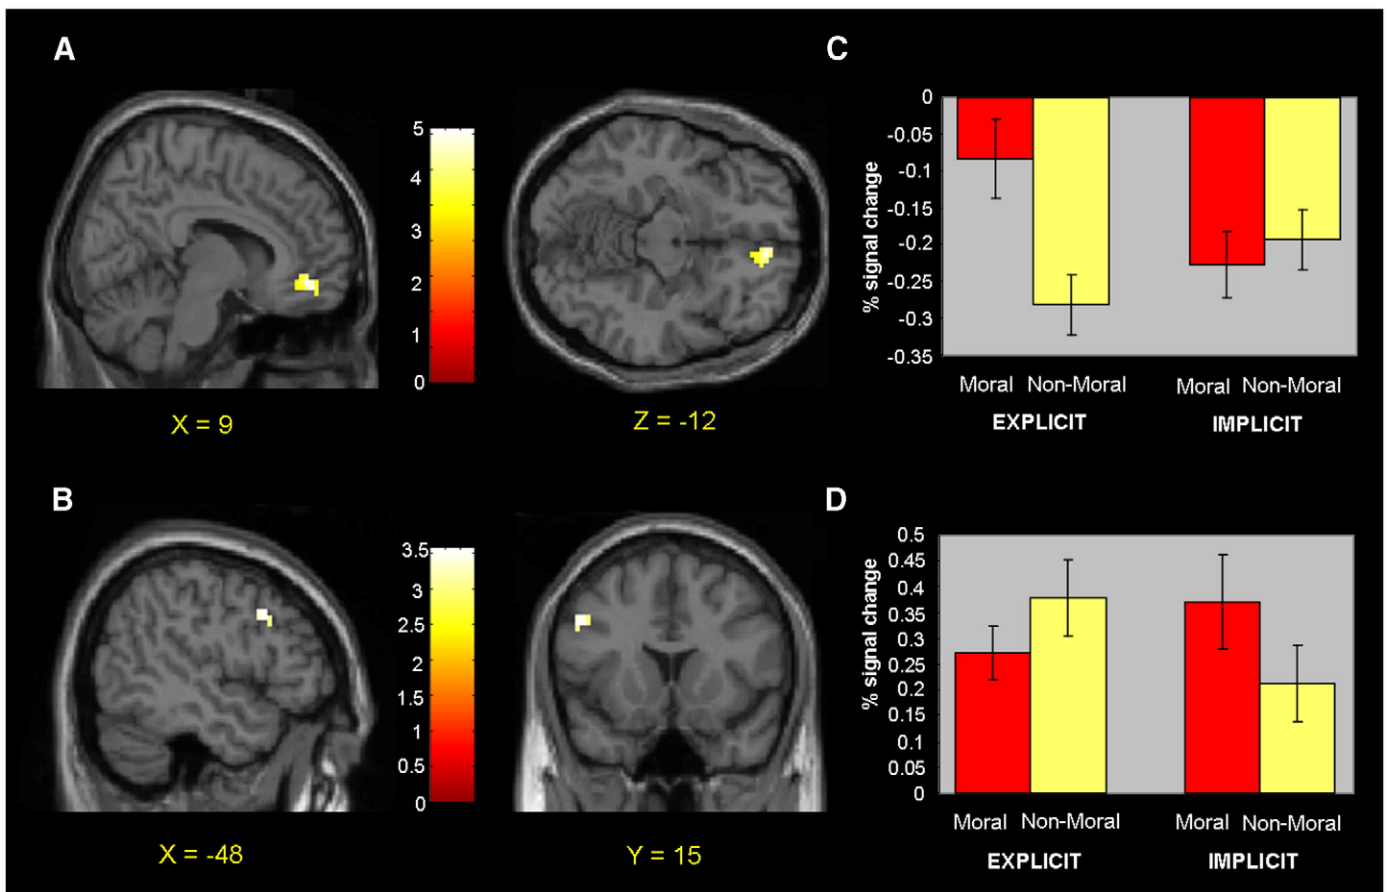 A
5
4
3
2
1
0
X = 9
Z = -12
C
% signal change
0
-0.05
-0.1
-0.15
-0.2
-0.25
-0.3
-0.35
Moral Non-Moral Moral Non-Moral
EXPLICIT IMPLICIT
B
3.5
3
2.5
2
1.5
1
0.5
0
X = -48
Y = 15
D
% signal change
0.5
0.45
0.4
0.35
0.3
0.25
0.2
0.15
0.1
0.05
0
Moral Non-Moral Moral Non-Moral
EXPLICIT IMPLICIT